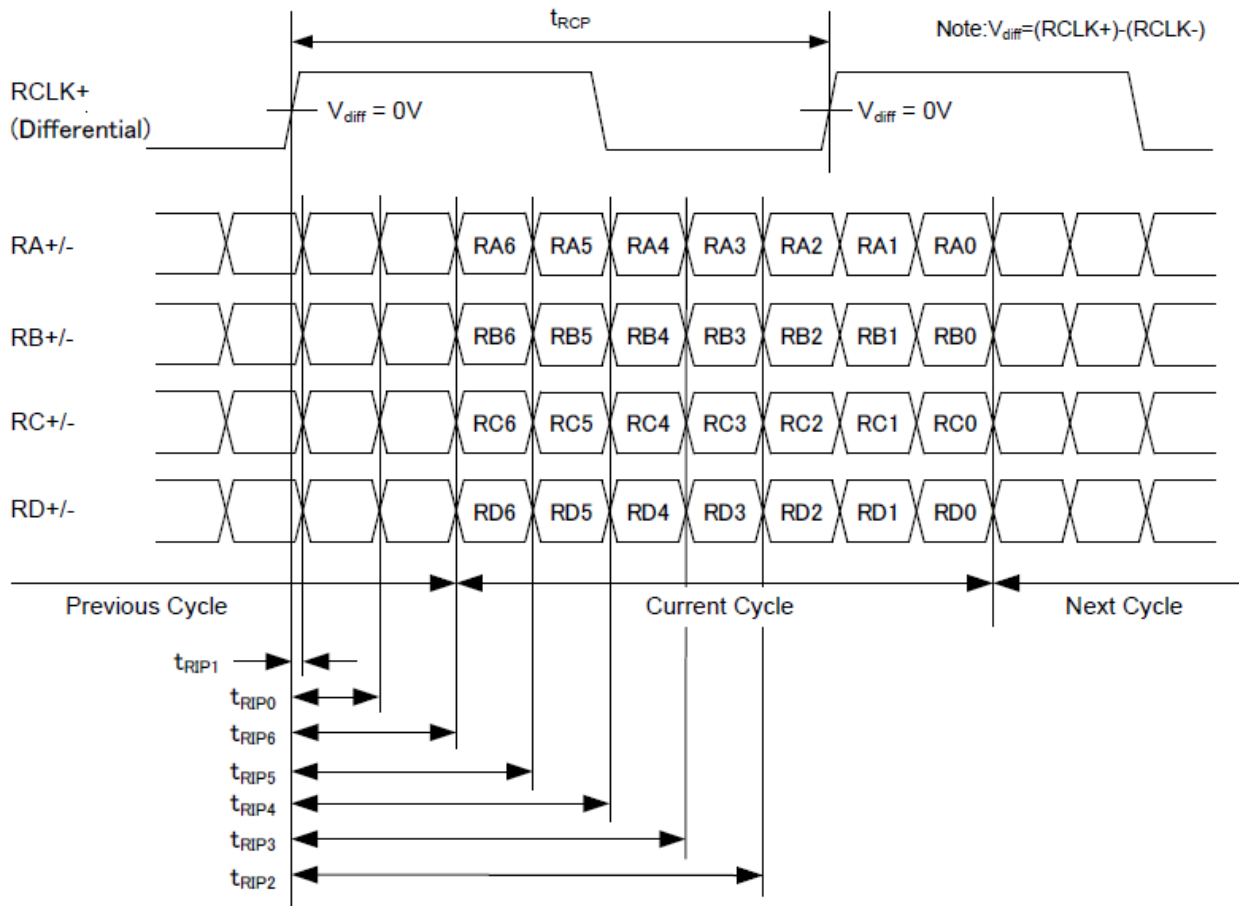 tRCP
Note:Vdiff=(RCLK+)-(RCLK-)
RCLK+
(Differential)
Vdiff = 0V
Vdiff = 0V
RA+/-
RA6 RA5 RA4 RA3 RA2 RA1 RA0
RB+/-
RB6 RB5 RB4 RB3 RB2 RB1 RB0
RC+/-
RC6 RC5 RC4 RC3 RC2 RC1 RC0
RD+/-
RD6 RD5 RD4 RD3 RD2 RD1 RD0
Previous Cycle
Current Cycle
Next Cycle
tRIP1
tRIP0
tRIP6
tRIP5
tRIP4
tRIP3
tRIP2